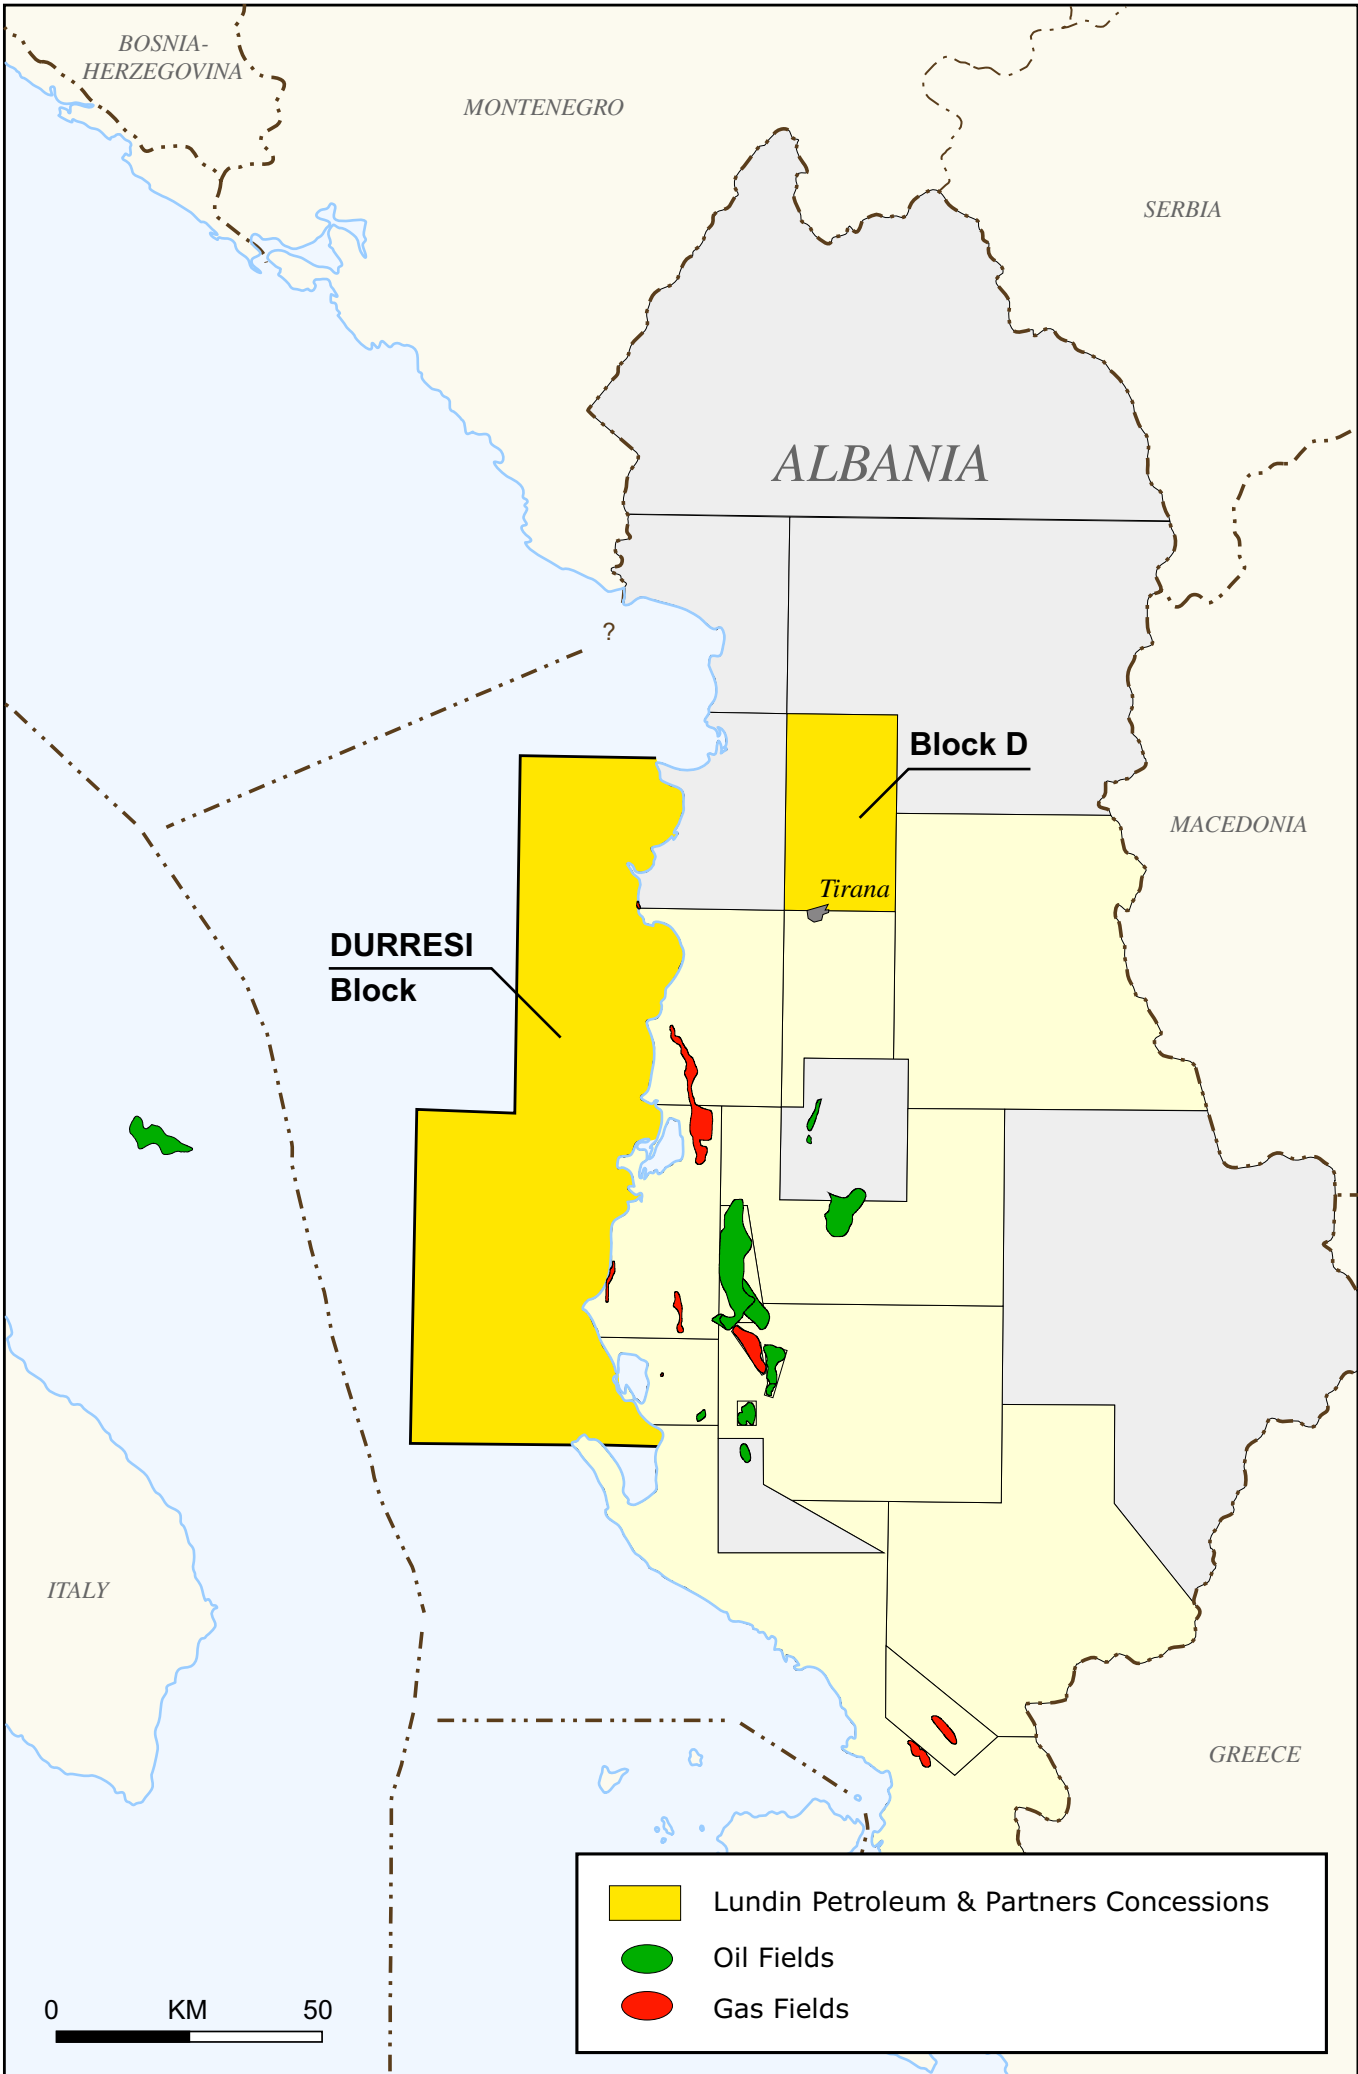 BOSNIA-
HERZEGOVINA
MONTENEGRO
SERBIA
ALBANIA
?
Block D
MACEDONIA
Tirana
DURRESI
Block
ITALY
GREECE
Lundin Petroleum & Partners Concessions
Oil Fields
Gas Fields
0 KM 50